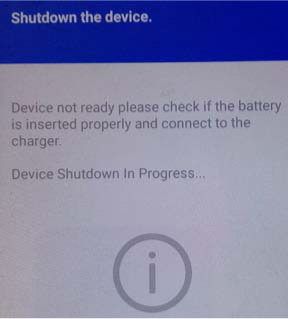 Shutdown the device.
Device not ready please check if the battery
is inserted properly and connect to the
charger.
Device Shutdown In Progress...
i